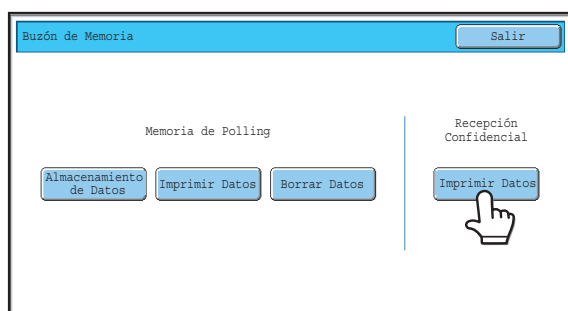 Buzón de Memoria
Salir
Memoria de Polling
Almacenamiento
de Datos
Imprimir Datos
Borrar Datos
Recepción
Confidencial
Imprimir Datos